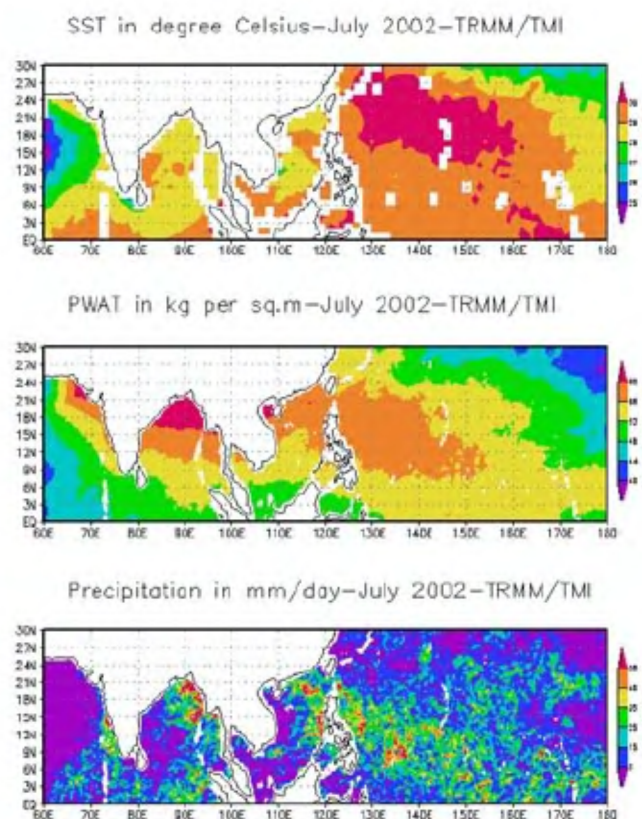 SST in degree Celsius-July 2002-TRMM/TMI
30N
27N
24N
21N
18N
15N
12N
9N
6N
3N
EQ
60E 70E 80E 90E 100E 110E 120E 130E 140E 150E 160E 170E 180
PWAT in kg per sq.m-July 2002-TRMM/TMI
30N
27N
24N
21N
18N
15N
12N
9N
6N
3N
EQ
60E 70E 80E 90E 100E 110E 120E 130E 140E 150E 160E 170E 180
Precipitation in mm/day-July 2002-TRMM/TMI
30N
27N
24N
21N
18N
15N
12N
9N
6N
3N
EQ
60E 70E 80E 90E 100E 110E 120E 130E 140E 150E 160E 170E 180